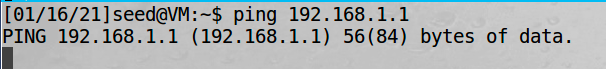 [01/16/21]seed@VM:~$ ping 192.168.1.1
PING 192.168.1.1 (192.168.1.1) 56(84) bytes of data.